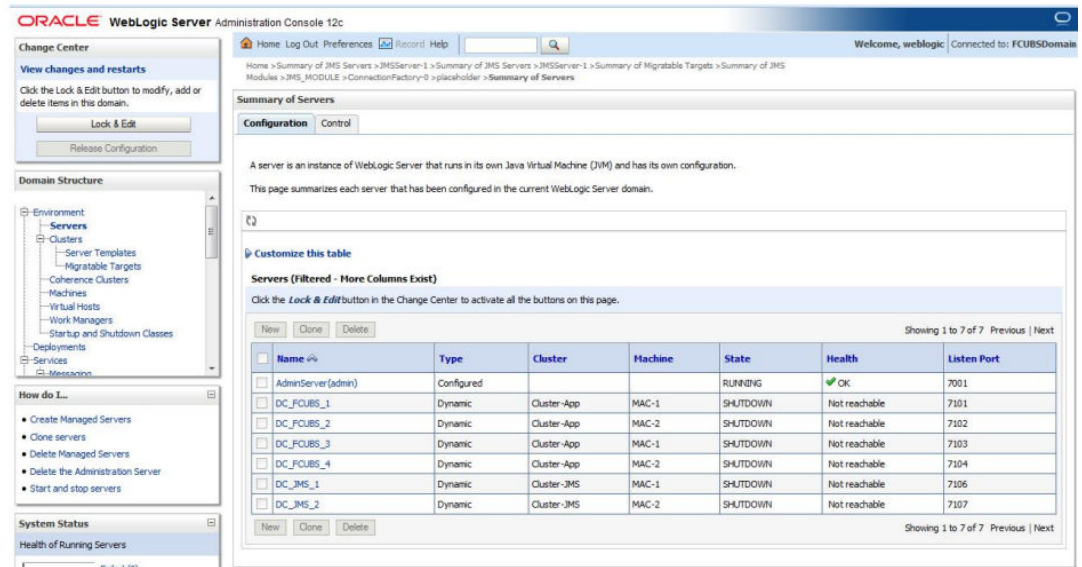 ORACLE WebLogic Server Administration Console 12c
Change Center
View changes and restarts
Click the Lock & Edit button to modify, add or
delete items in this domain.
Lock & Edit
Release Configuration
Domain Structure
Environment
Servers
Clusters
Server Templates
Migratable Targets
Coherence Clusters
Machines
Virtual Hosts
Work Managers
Startup and Shutdown Classes
Deployments
Services
Messaging
How do I...
Create Managed Servers
Clone servers
Delete Managed Servers
Delete the Administration Server
Start and stop servers
System Status
Health of Running Servers
Home Log Out Preferences Record Help
Welcome, weblogic Connected to: FCUBSDomain
Home >Summary of JMS Servers >JMSServer-1 >Summary of JMS Servers >JMSServer-1 >Summary of Migratable Targets >Summary of JMS
Modules >JMS_MODULE >ConnectionFactory-0 >placeholder >Summary of Servers
Summary of Servers
Configuration Control
A server is an instance of WebLogic Server that runs in its own Java Virtual Machine (JVM) and has its own configuration.
This page summarizes each server that has been configured in the current WebLogic Server domain.
Customize this table
Servers (Filtered - More Columns Exist)
Click the Lock & Edit button in the Change Center to activate all the buttons on this page.
New Clone Delete Showing 1 to 7 of 7 Previous | Next
Name Type Cluster Machine State Health Listen Port
AdminServer(admin) Configured RUNNING OK 7001
DC_FCUBS_1 Dynamic Cluster-App MAC-1 SHUTDOWN Not reachable 7101
DC_FCUBS_2 Dynamic Cluster-App MAC-2 SHUTDOWN Not reachable 7102
DC_FCUBS_3 Dynamic Cluster-App MAC-1 SHUTDOWN Not reachable 7103
DC_FCUBS_4 Dynamic Cluster-App MAC-2 SHUTDOWN Not reachable 7104
DC_JMS_1 Dynamic Cluster-JMS MAC-1 SHUTDOWN Not reachable 7106
DC_JMS_2 Dynamic Cluster-JMS MAC-2 SHUTDOWN Not reachable 7107
New Clone Delete Showing 1 to 7 of 7 Previous | Next